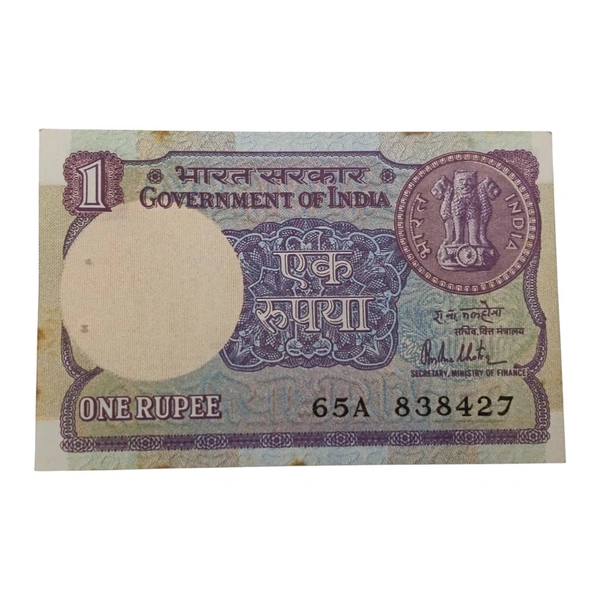 1
भारत सरकार
GOVERNMENT OF INDIA
भारत INDIA
एक
रुपया
सचिव, वित्त मंत्रालय
SECRETARY, MINISTRY OF FINANCE
ONE RUPEE
65A 838427